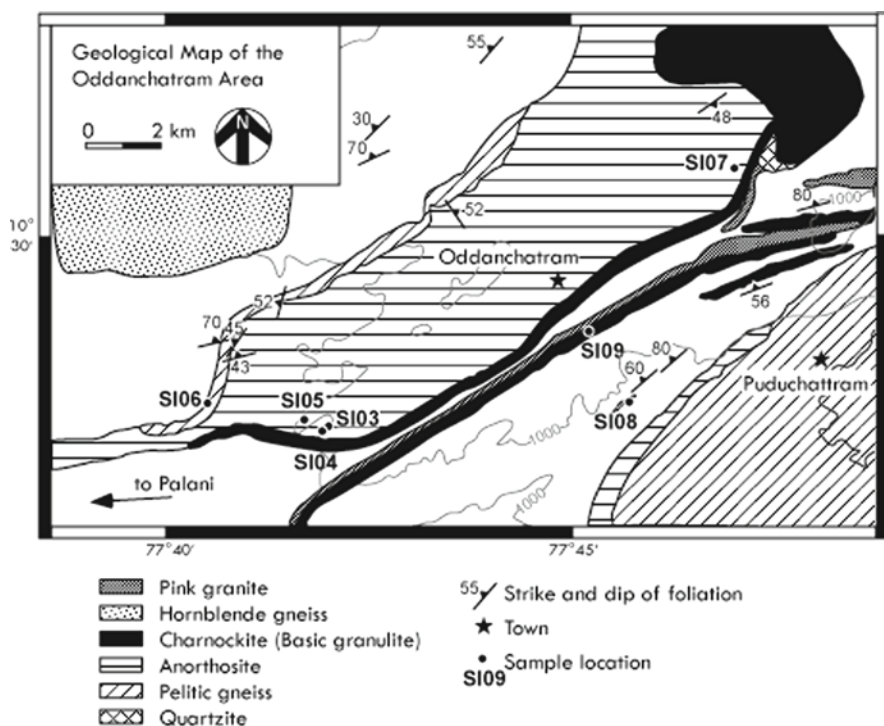 Geological Map of the
Oddanchatram Area
0 2 km
N
55
30
70
48
SI07
80
1000
10°
30'
52
Oddanchatram
56
52
70
45
43
SI09
80
60
Puduchattram
SI06
SI05
SI03
SI04
SI08
1000
1000
to Palani
77°40'
77°45'
Pink granite
Hornblende gneiss
Charnockite (Basic granulite)
Anorthosite
Pelitic gneiss
Quartzite
55 Strike and dip of foliation
Town
Sample location
SI09